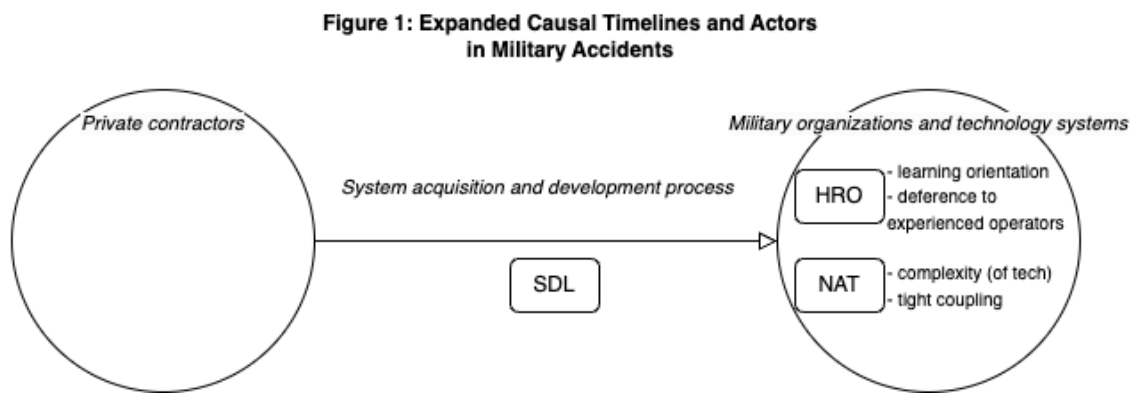 Figure 1: Expanded Causal Timelines and Actors
in Military Accidents
Private contractors
System acquisition and development process
SDL
Military organizations and technology systems
HRO
- learning orientation
- deference to
experienced operators
NAT
- complexity (of tech)
- tight coupling